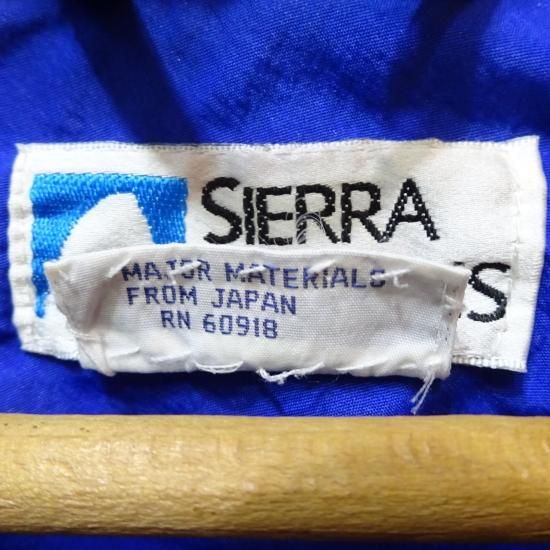 SIERRA
MAJOR MATERIALS
FROM JAPAN
RN 60918